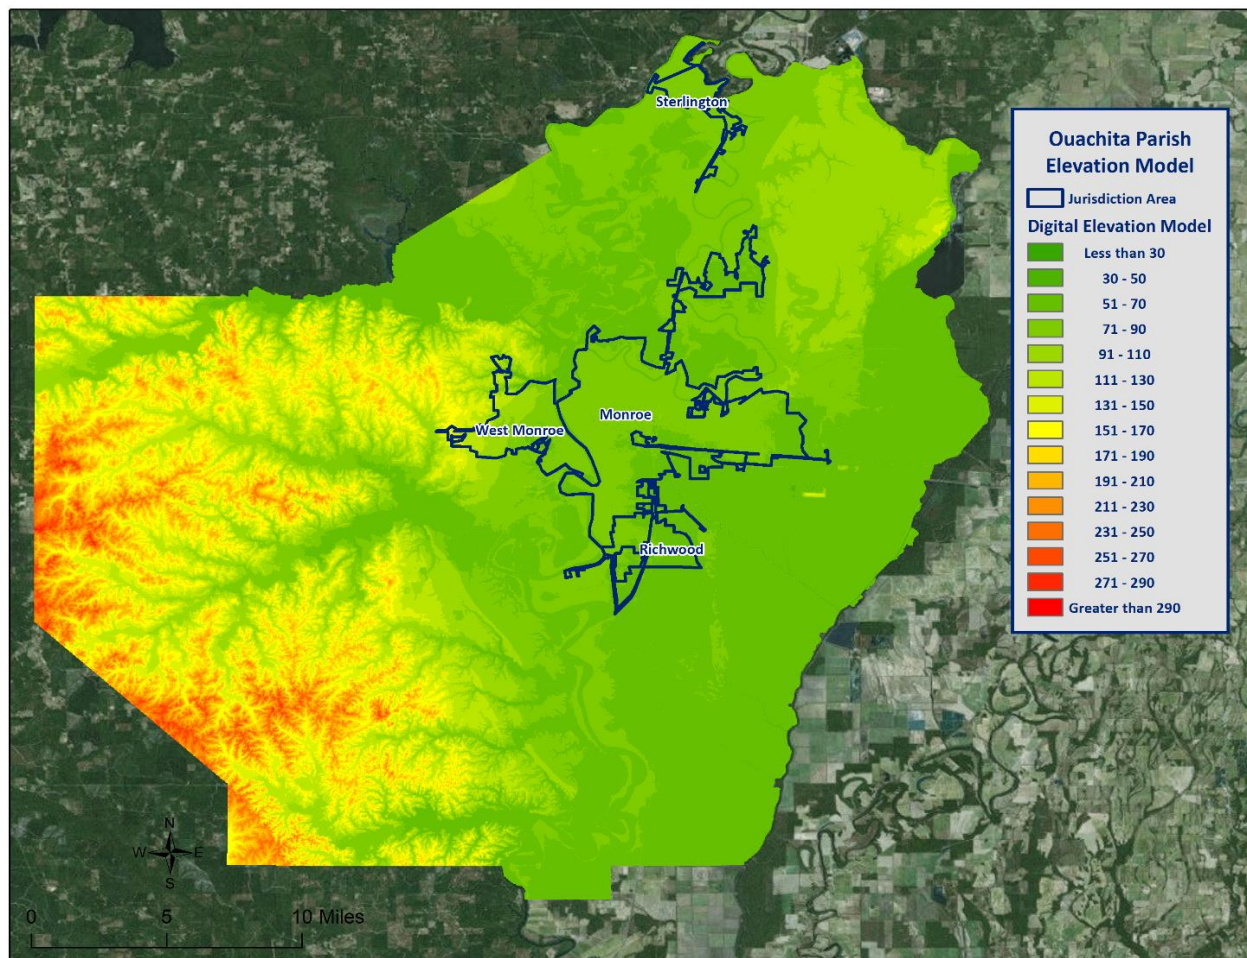 Sterlington
Monroe
West Monroe
Richwood
Ouachita Parish
Elevation Model
Jurisdiction Area
Digital Elevation Model
Less than 30
30 - 50
51 - 70
71 - 90
91 - 110
111 - 130
131 - 150
151 - 170
171 - 190
191 - 210
211 - 230
231 - 250
251 - 270
271 - 290
Greater than 290
N
W E
S
0 5 10 Miles